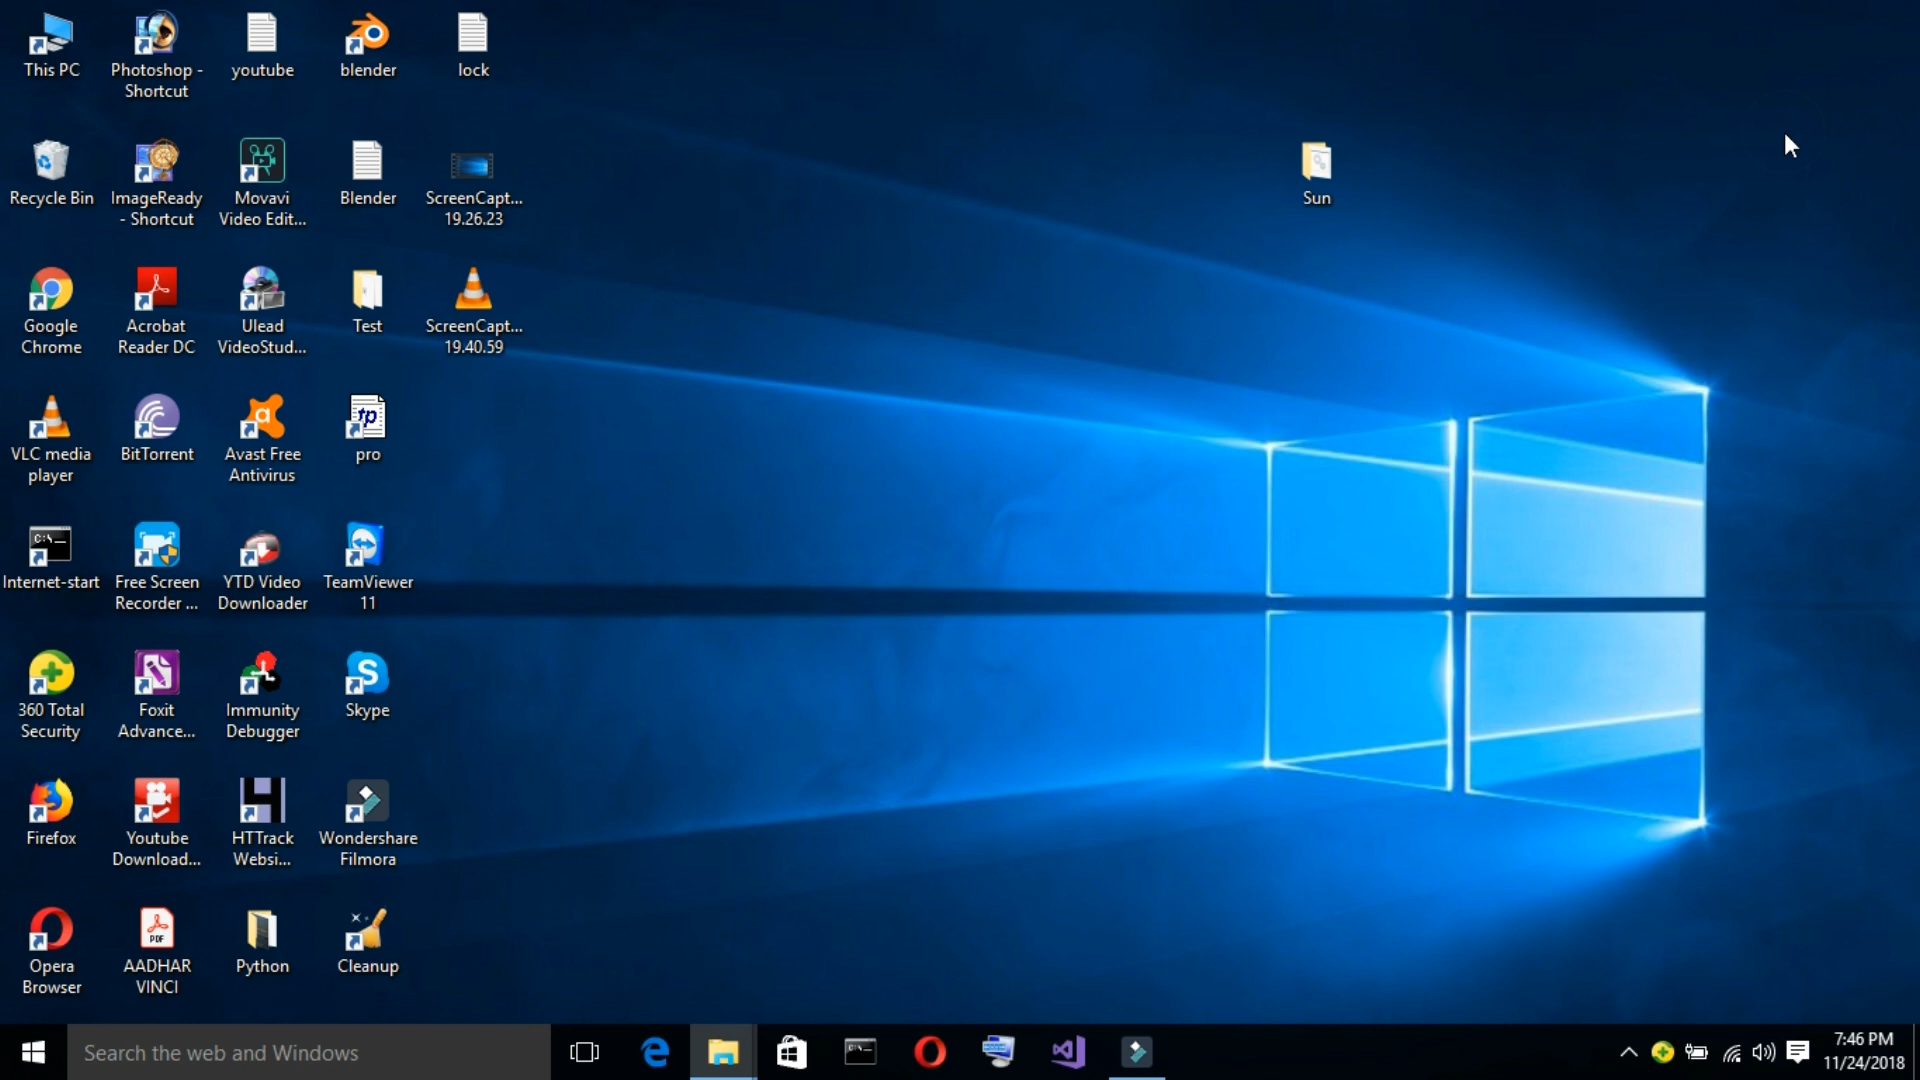 This PC
Photoshop -
Shortcut
youtube
blender
lock
Recycle Bin
ImageReady
- Shortcut
Movavi
Video Edit...
Blender
ScreenCapt...
19.26.23
Sun
Google
Chrome
Acrobat
Reader DC
Ulead
VideoStud...
Test
ScreenCapt...
19.40.59
VLC media
player
BitTorrent
Avast Free
Antivirus
tp
pro
C:\
Internet-start
Free Screen
Recorder ...
YTD Video
Downloader
TeamViewer
11
360 Total
Security
Foxit
Advance...
Immunity
Debugger
Skype
Firefox
Youtube
Download...
HTTrack
Websi...
Wondershare
Filmora
Opera
Browser
PDF
AADHAR
VINCI
Python
Cleanup
Search the web and Windows
7:46 PM
11/24/2018